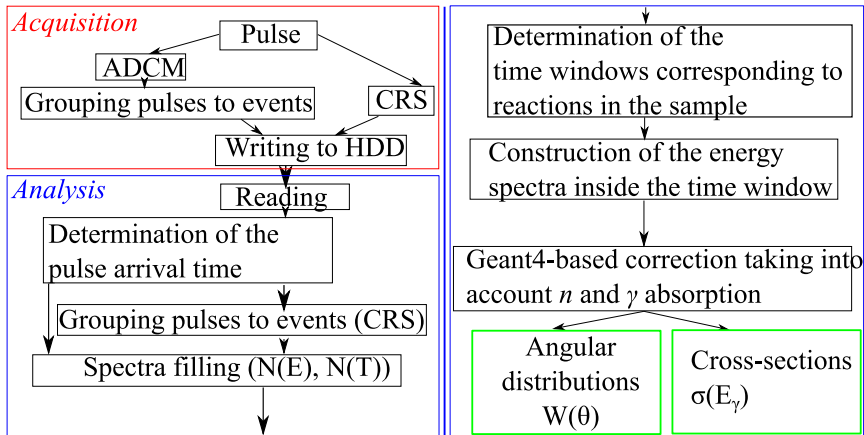 Acquisition
Pulse
ADCM
Grouping pulses to events
CRS
Writing to HDD
Analysis
Reading
Determination of the
pulse arrival time
Grouping pulses to events (CRS)
Spectra filling (N(E), N(T))
Determination of the
time windows corresponding to
reactions in the sample
Construction of the energy
spectra inside the time window
Geant4-based correction taking into
account n and γ absorption
Angular
distributions
W(θ)
Cross-sections
σ(Eγ)